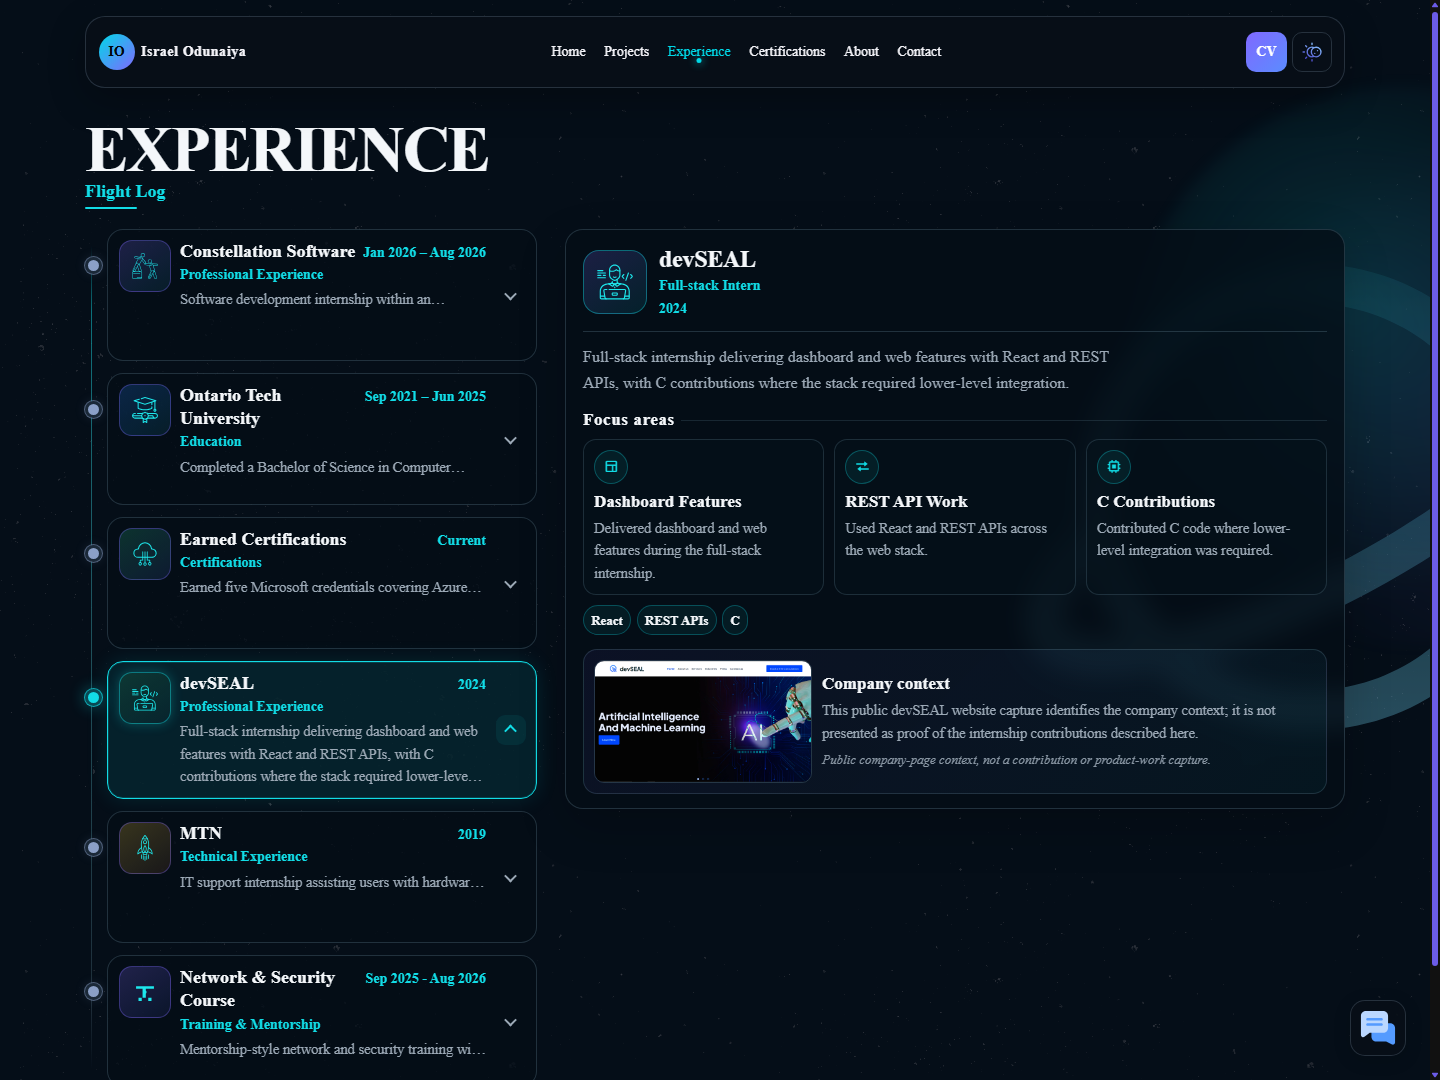 IO Israel Odunaiya
Home Projects Experience Certifications About Contact
CV
EXPERIENCE
Flight Log
Constellation Software Jan 2026 – Aug 2026
Professional Experience
Software development internship within an…
Ontario Tech University Sep 2021 – Jun 2025
Education
Completed a Bachelor of Science in Computer…
Earned Certifications Current
Certifications
Earned five Microsoft credentials covering Azure…
devSEAL 2024
Professional Experience
Full-stack internship delivering dashboard and web
features with React and REST APIs, with C
contributions where the stack required lower-leve…
MTN 2019
Technical Experience
IT support internship assisting users with hardwar…
Network & Security Course Sep 2025 - Aug 2026
Training & Mentorship
Mentorship-style network and security training wi…
devSEAL
Full-stack Intern
2024
Full-stack internship delivering dashboard and web features with React and REST
APIs, with C contributions where the stack required lower-level integration.
Focus areas
Dashboard Features
Delivered dashboard and web
features during the full-stack
internship.
REST API Work
Used React and REST APIs across
the web stack.
C Contributions
Contributed C code where lower-
level integration was required.
React REST APIs C
devSEAL
Artificial Intelligence
And Machine Learning
AI
Company context
This public devSEAL website capture identifies the company context; it is not
presented as proof of the internship contributions described here.
Public company-page context, not a contribution or product-work capture.